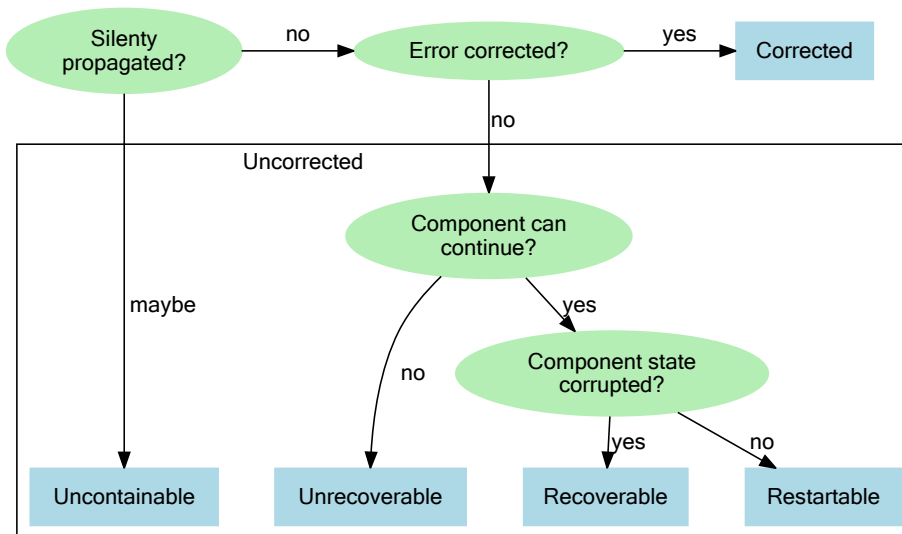 Silenty
propagated?
no
Error corrected?
yes
Corrected
no
Uncorrected
Component can
continue?
maybe
yes
no
Component state
corrupted?
yes
no
Uncontainable
Unrecoverable
Recoverable
Restartable